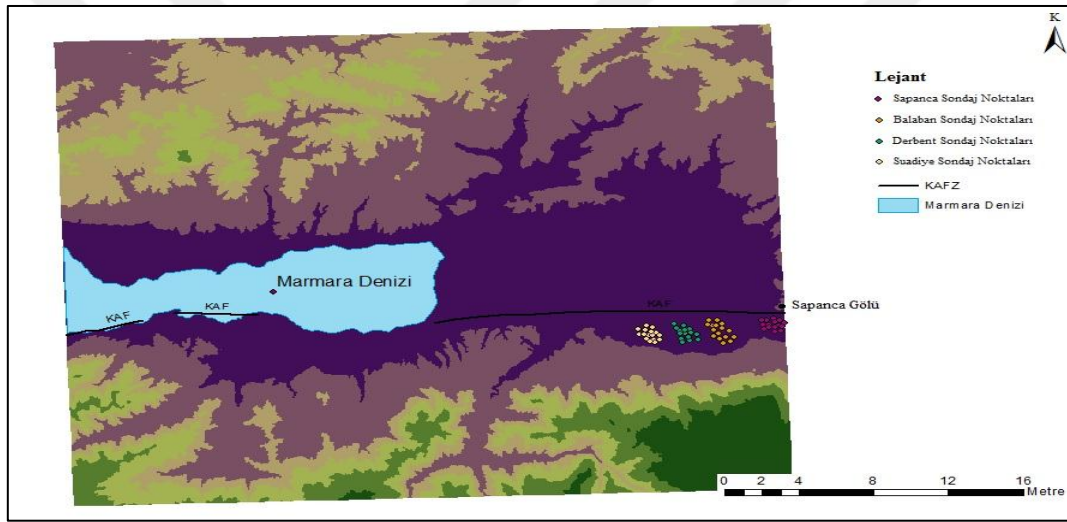 K
Lejant
Sapanca Sondaj Noktaları
Balaban Sondaj Noktaları
Derbent Sondaj Noktaları
Suadiye Sondaj Noktaları
KAFZ
Marmara Denizi
Marmara Denizi
KAF
KAF
KAF
Sapanca Gölü
0 2 4 8 12 16
Metre